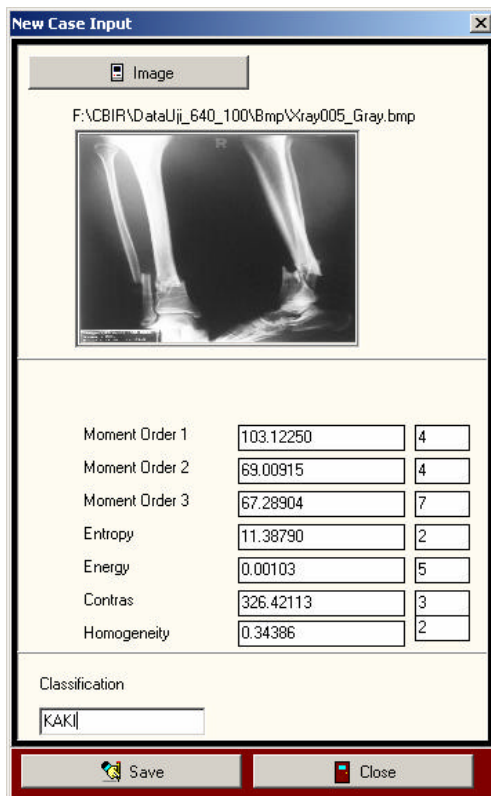 New Case Input
Image
F:\CBIR\DataUji_640_100\Bmp\Xray005_Gray.bmp
R
Moment Order 1 103.12250 4
Moment Order 2 69.00915 4
Moment Order 3 67.28904 7
Entropy 11.38790 2
Energy 0.00103 5
Contras 326.42113 3
Homogeneity 0.34386 2
Classification
KAKI
Save Close